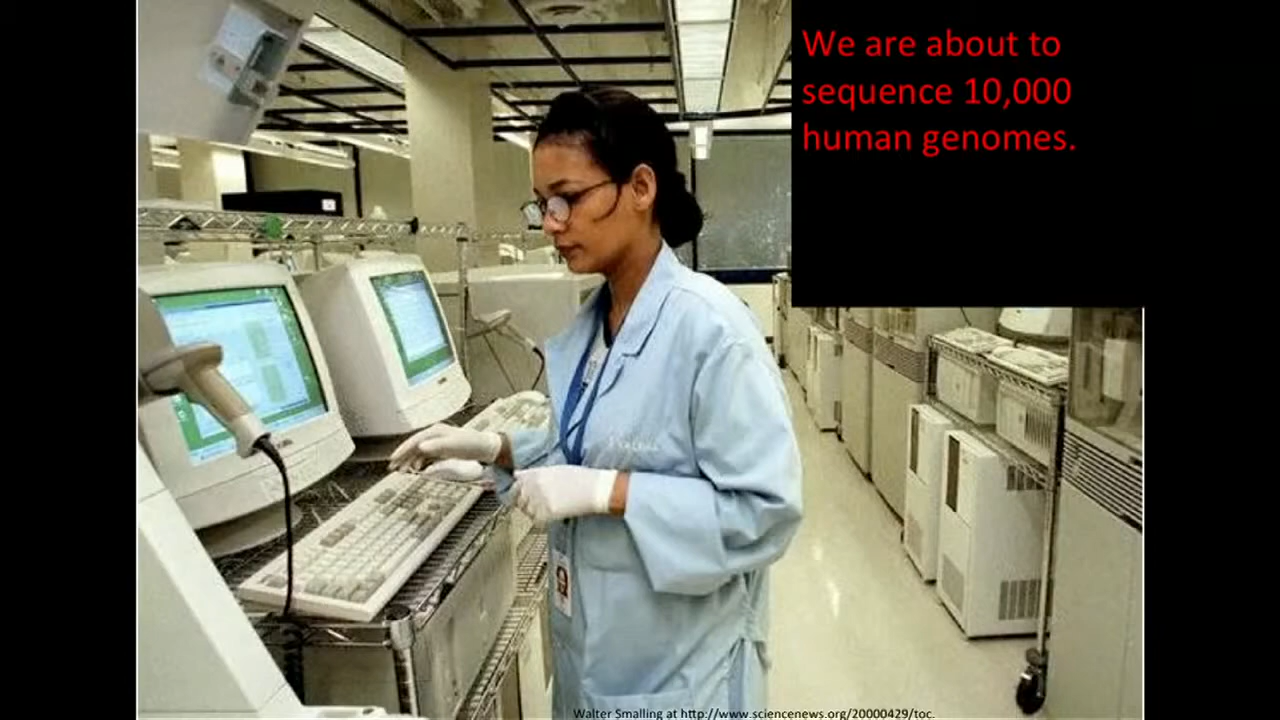 We are about to
sequence 10,000
human genomes.
Walter Smalling at http://www.sciencenews.org/20000429/toc.